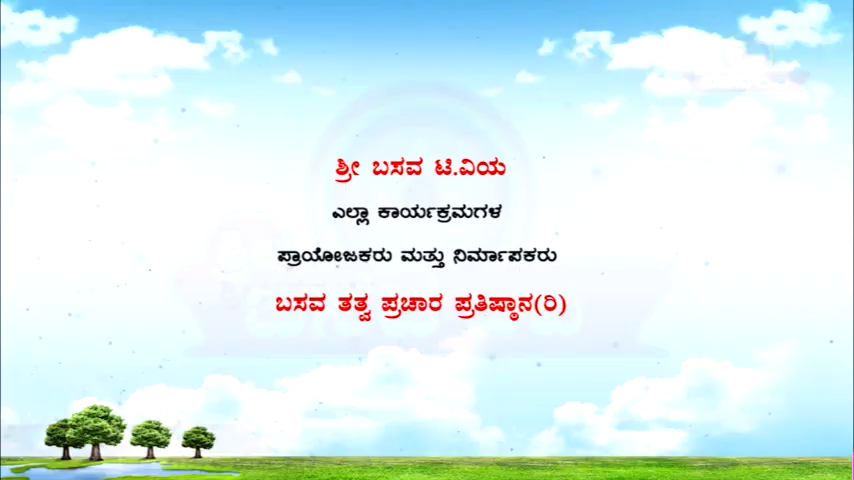 ಶ್ರೀ ಬಸವ ಟಿ.ವಿಯ
ಎಲ್ಲಾ ಕಾರ್ಯಕ್ರಮಗಳ
ಪ್ರಾಯೋಜಕರು ಮತ್ತು ನಿರ್ಮಾಪಕರು
ಬಸವ ತತ್ವ ಪ್ರಚಾರ ಪ್ರತಿಷ್ಠಾನ(ರಿ)